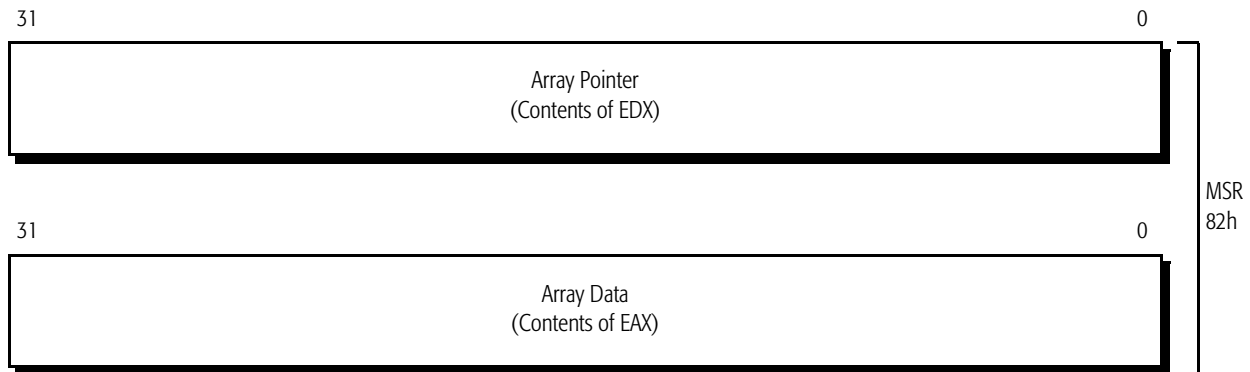 31 0
Array Pointer
(Contents of EDX)
MSR
82h
31 0
Array Data
(Contents of EAX)